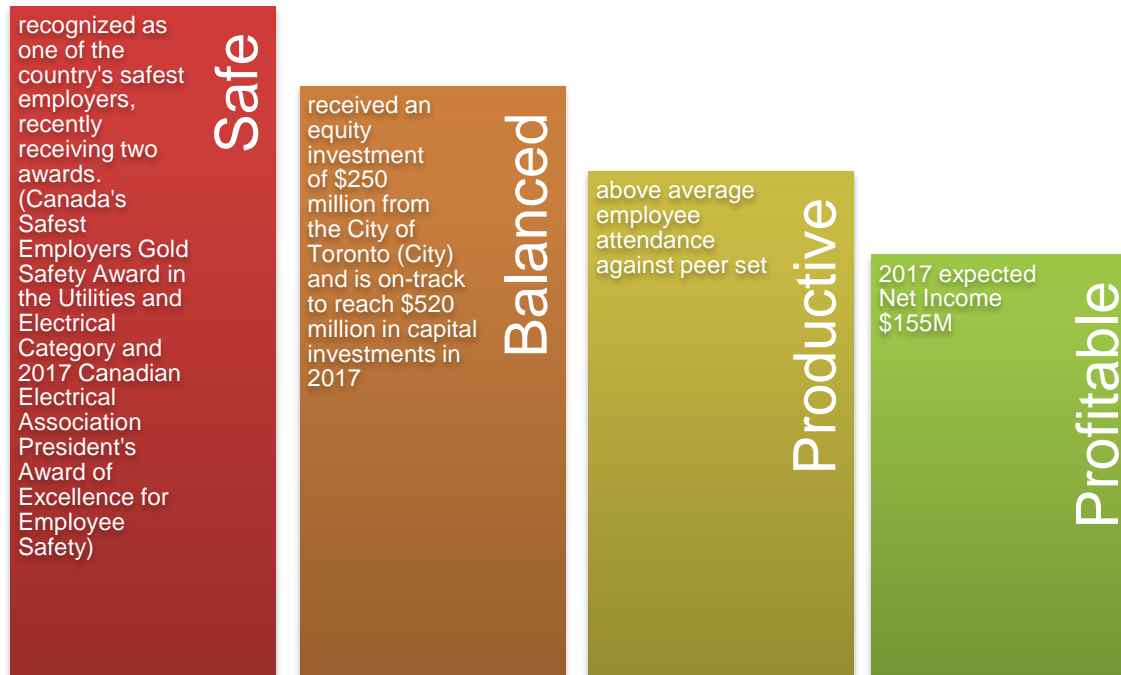 recognized as
one of the
country's safest
employers,
recently
receiving two
awards.
(Canada's
Safest
Employers Gold
Safety Award in
the Utilities and
Electrical
Category and
2017 Canadian
Electrical
Association
President's
Award of
Excellence for
Employee
Safety)
Safe
received an
equity
investment
of $250
million from
the City of
Toronto (City)
and is on-track
to reach $520
million in capital
investments in
2017
Balanced
above average
employee
attendance
against peer set
Productive
2017 expected
Net Income
$155M
Profitable